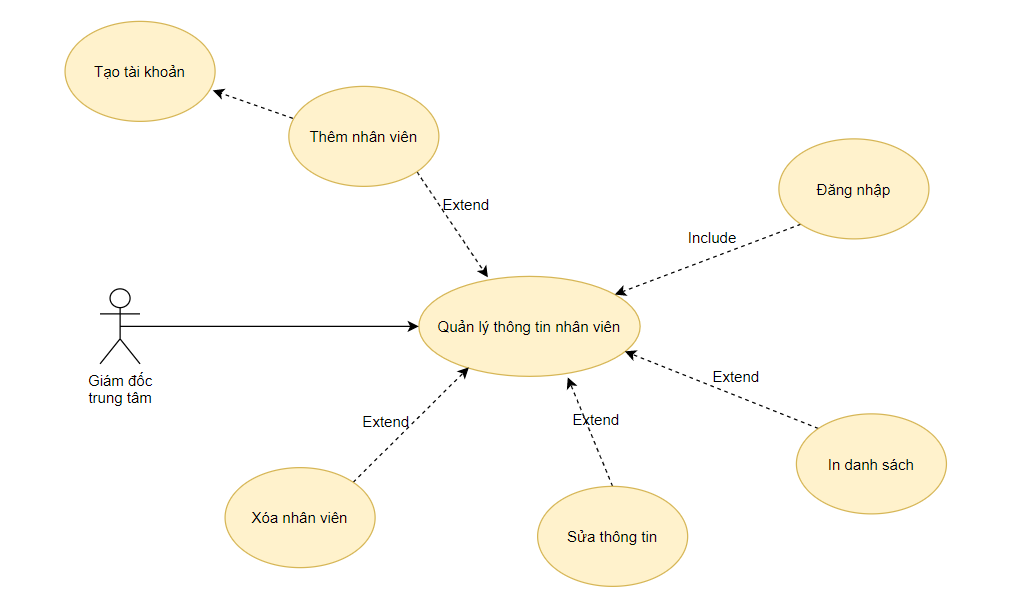 Tạo tài khoản
Thêm nhân viên
Extend
Đăng nhập
Include
Quản lý thông tin nhân viên
Giám đốc
trung tâm
Extend
Extend
Extend
In danh sách
Xóa nhân viên
Sửa thông tin